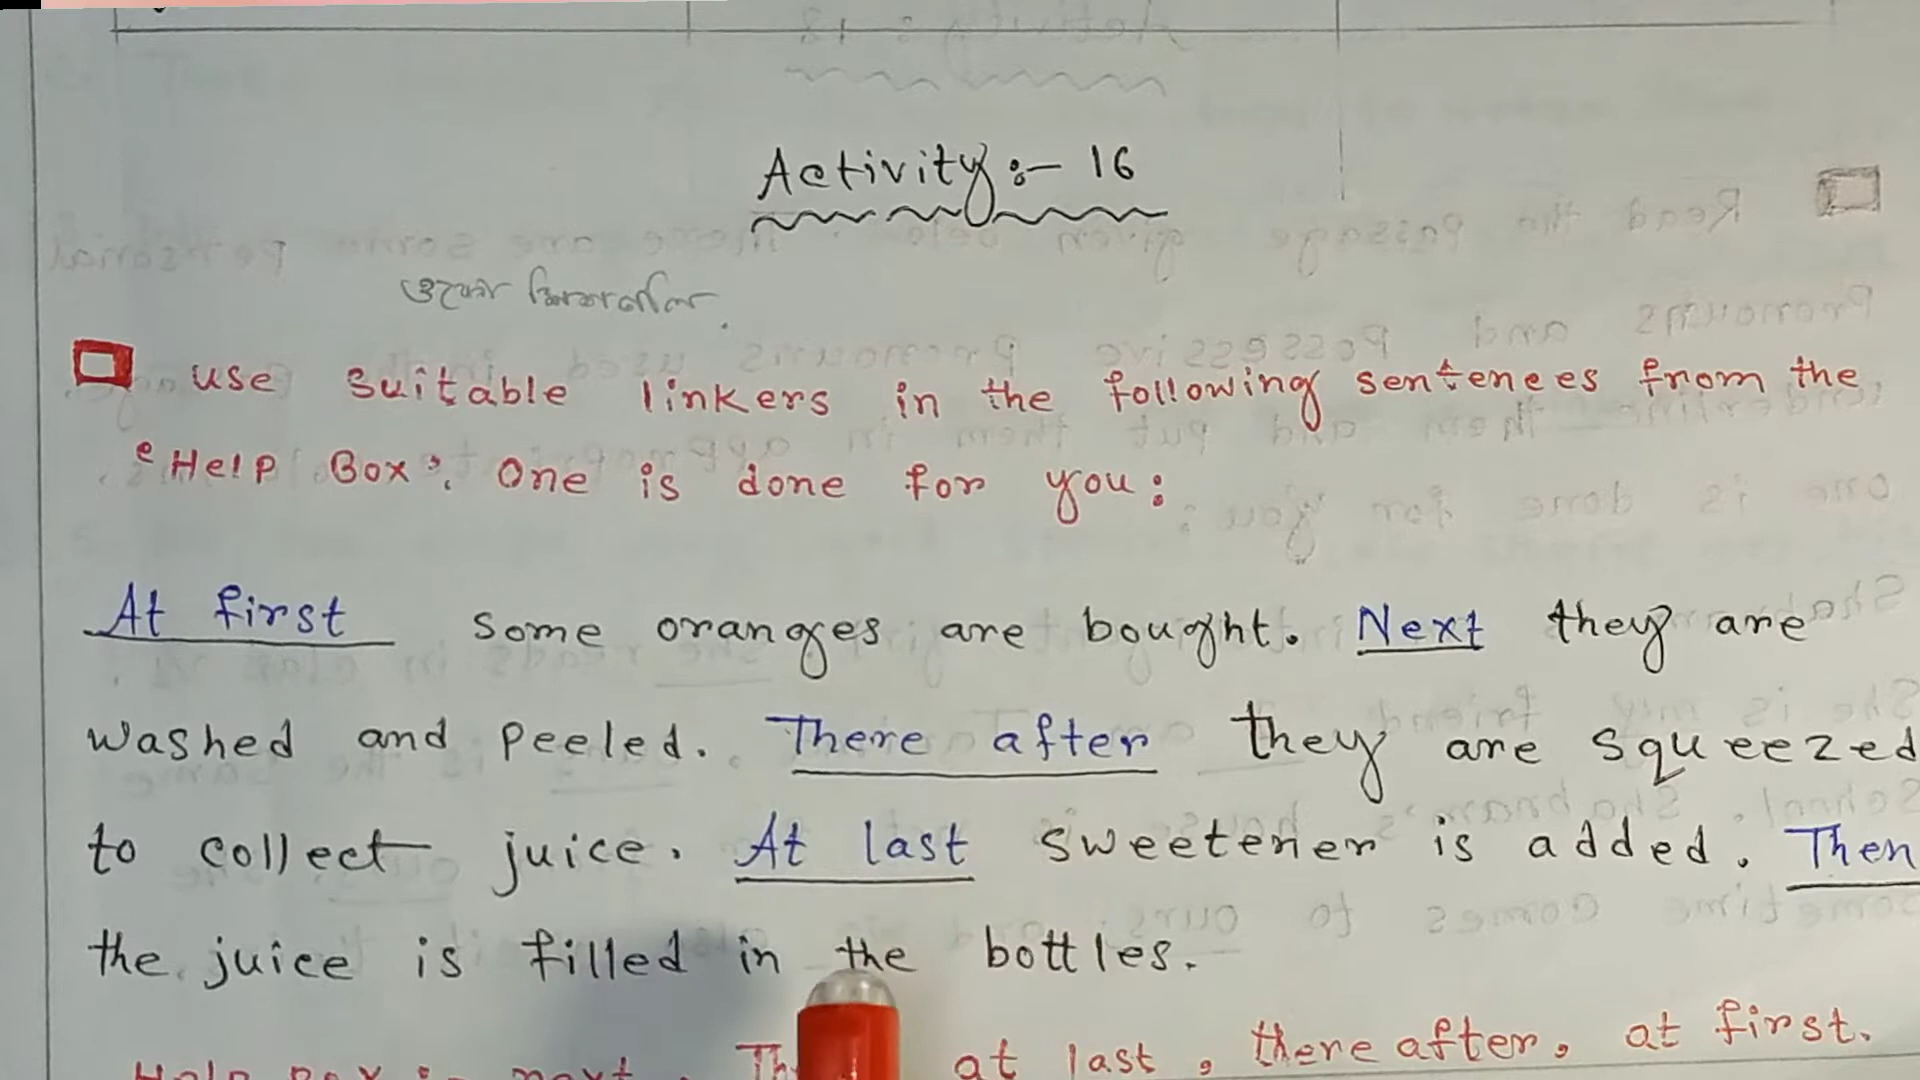 Activity:- 16
use suitable linkers in the following sentences from the
'Help Box'. One is done for you:
At first some oranges are bought. Next they are
washed and peeled. There after they are squeezed
to collect juice. At last sweetener is added. Then
the juice is filled in the bottles.
Help Box :- next, at last, there after, at first.